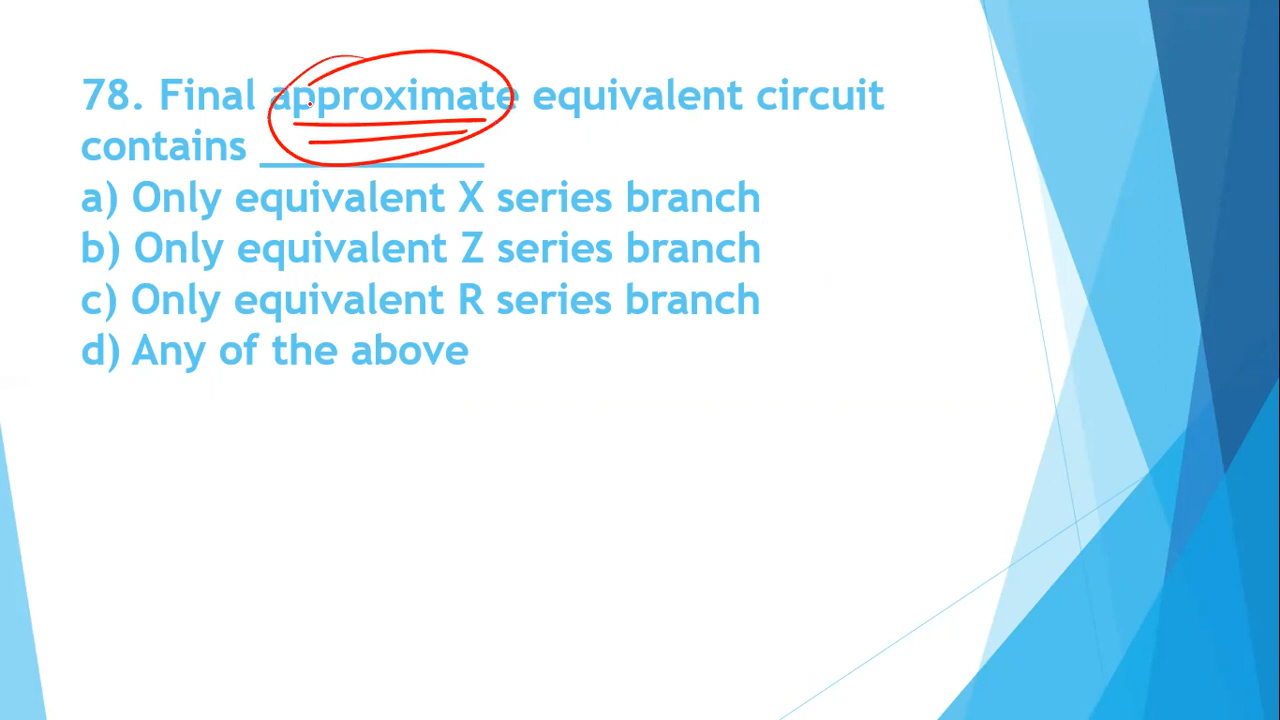 78. Final approximate equivalent circuit
contains ___________
a) Only equivalent X series branch
b) Only equivalent Z series branch
c) Only equivalent R series branch
d) Any of the above